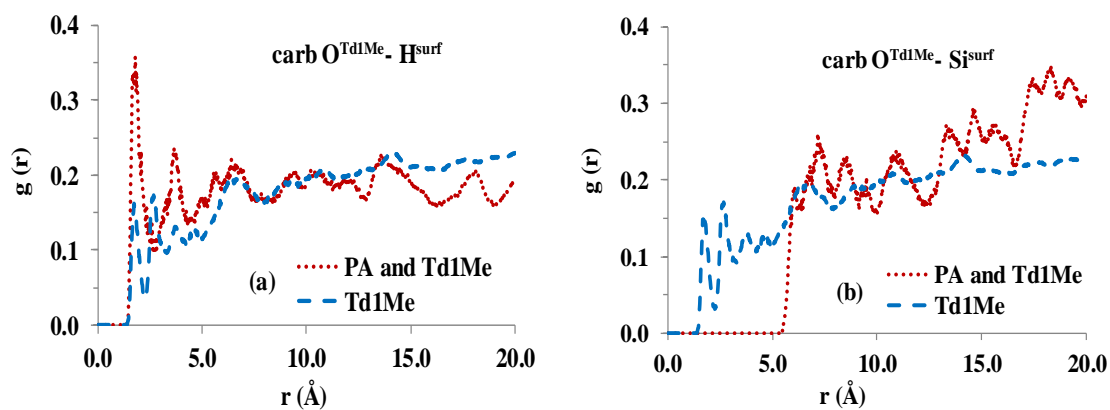 carb O^Td1Me- H^surf
g (r)
0.4
0.3
0.2
0.1
0.0
(a)
PA and Td1Me
Td1Me
0.0 5.0 10.0 15.0 20.0
r (Å)
carb O^Td1Me- Si^surf
g (r)
0.4
0.3
0.2
0.1
0.0
PA and Td1Me
(b)
Td1Me
0.0 5.0 10.0 15.0 20.0
r (Å)